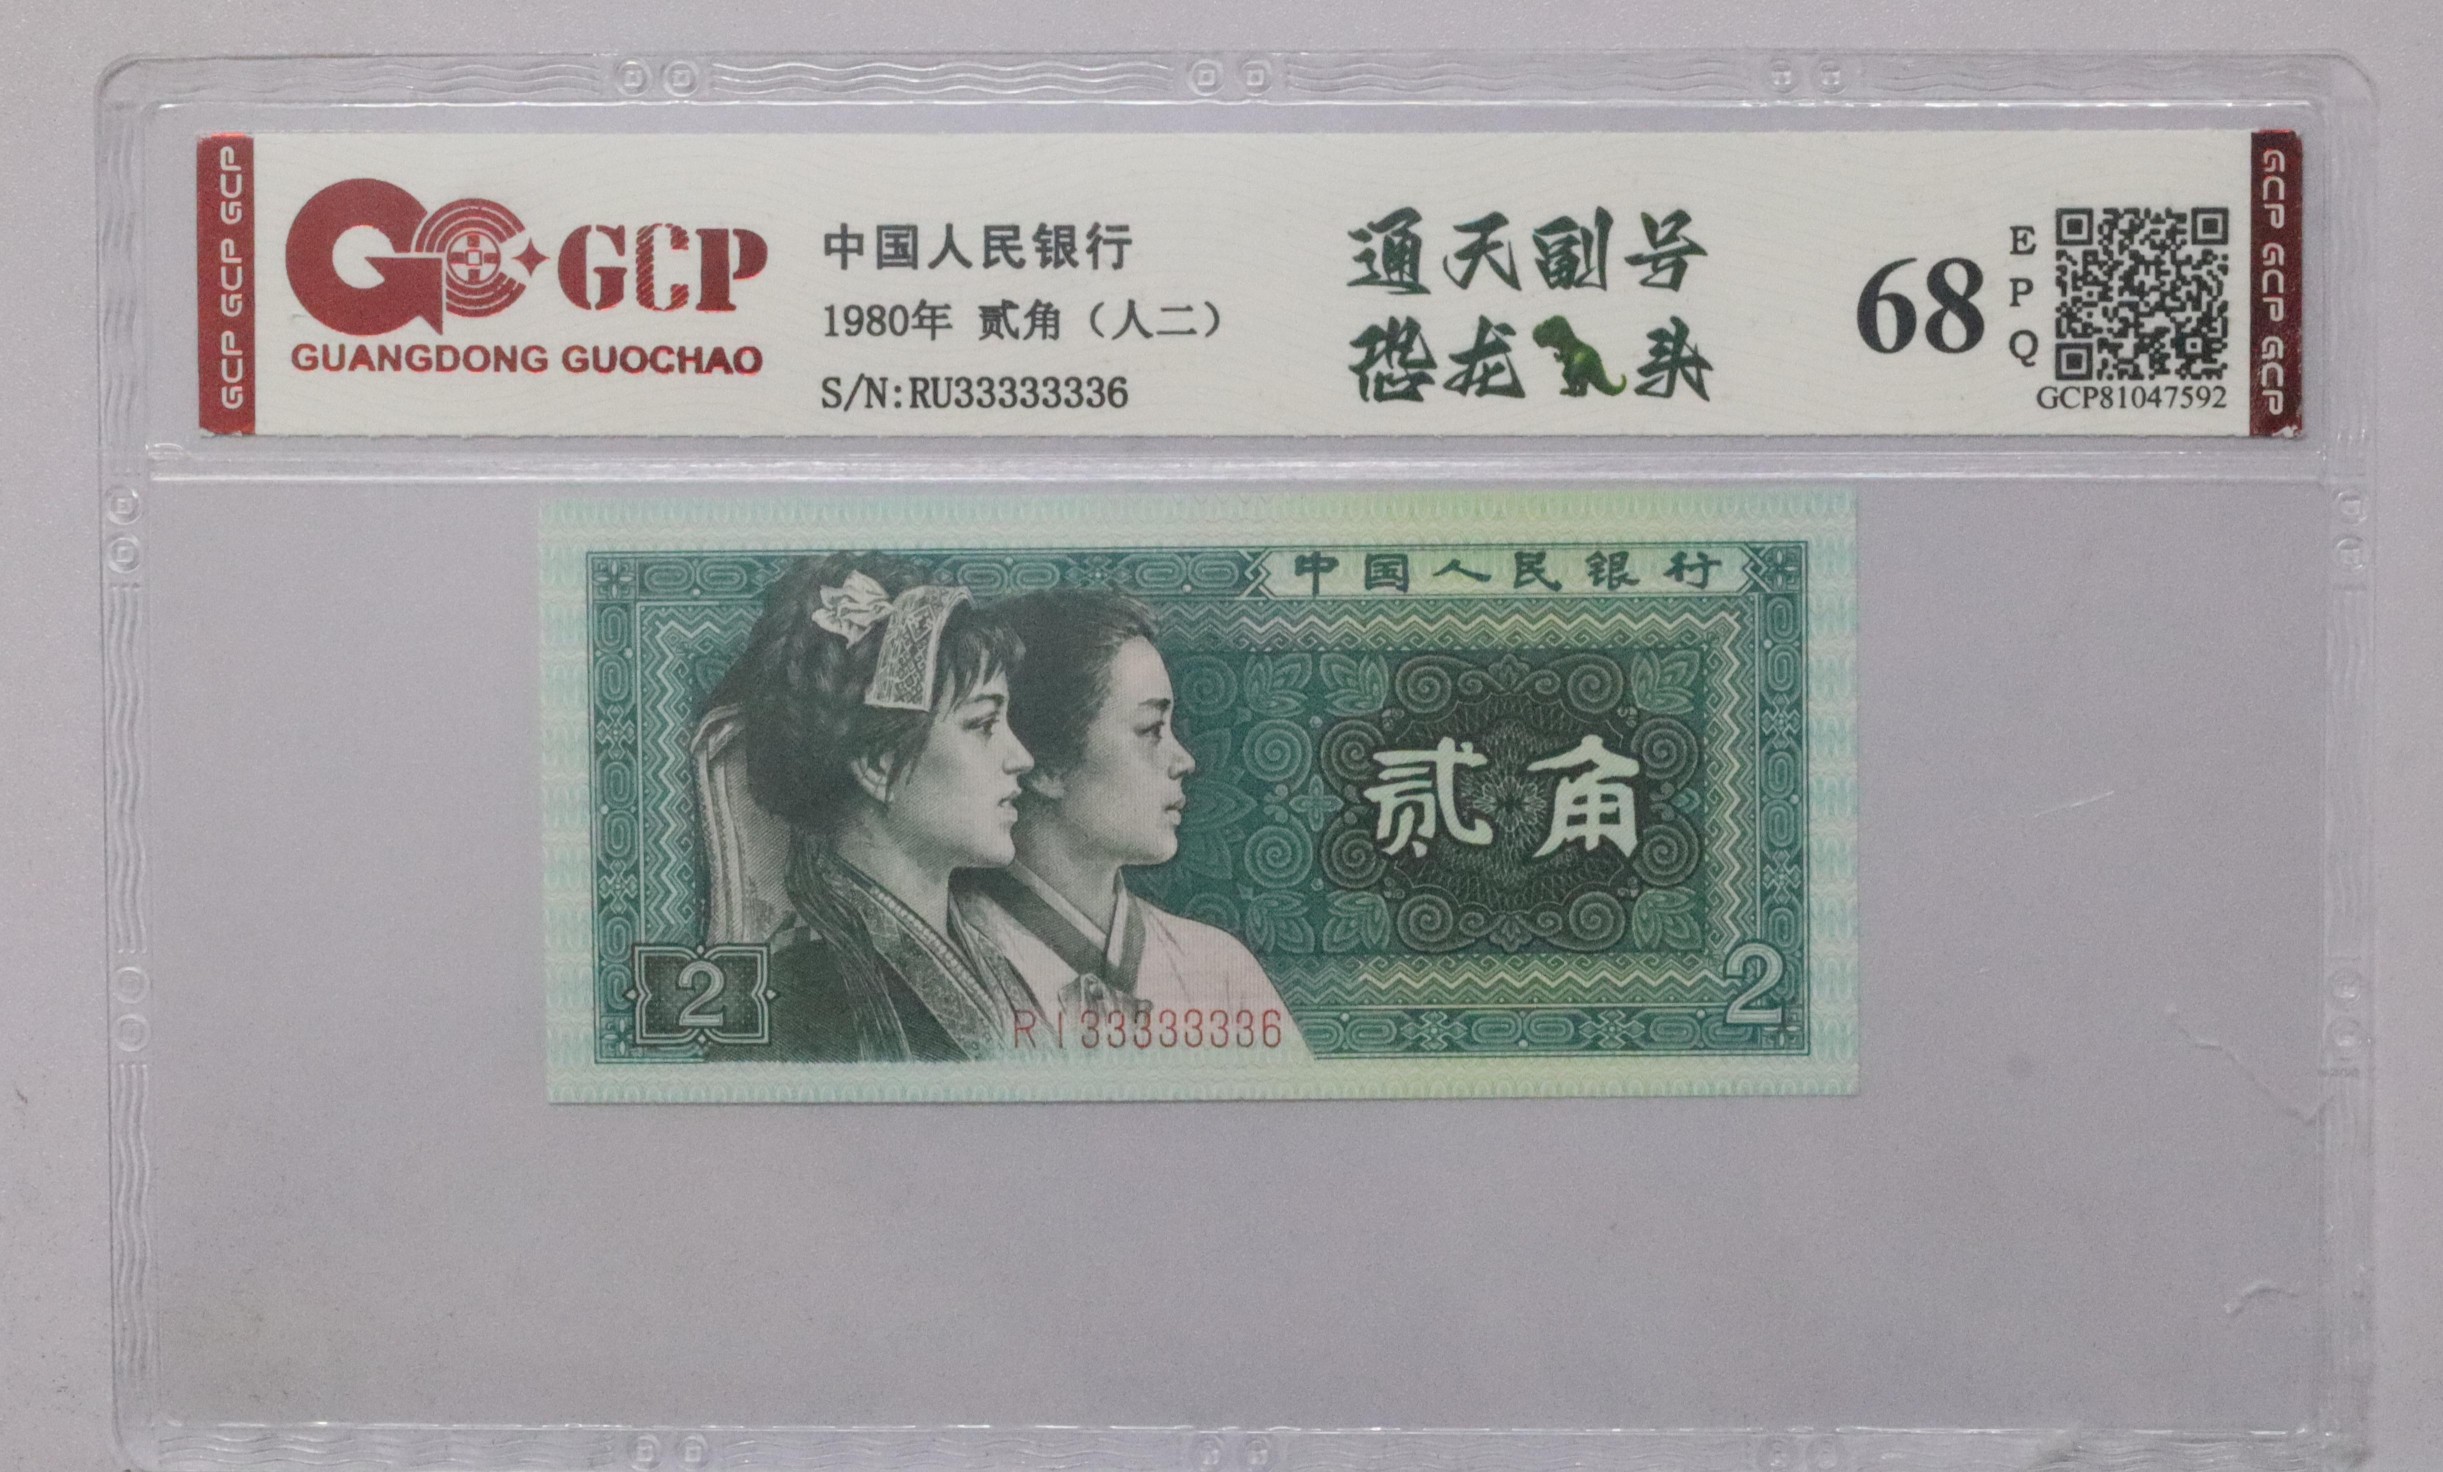 GCP GCP GCP
GCP
GUANGDONG GUOCHAO
中国人民银行
1980年 贰角（人二）
S/N:RU33333336
通天副号
恐龙头
68
EPQ
GCP81047592
GCP GCP GCP
中国人民银行
贰角
2
2
RI33333336